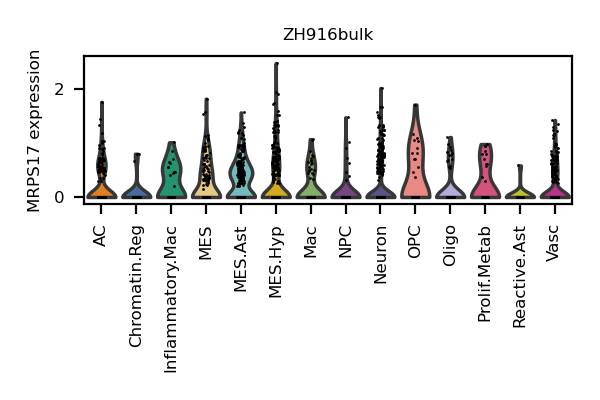 ZH916bulk
MRPS17 expression
2
0
AC
Chromatin.Reg
Inflammatory.Mac
MES
MES.Ast
MES.Hyp
Mac
NPC
Neuron
OPC
Oligo
Prolif.Metab
Reactive.Ast
Vasc